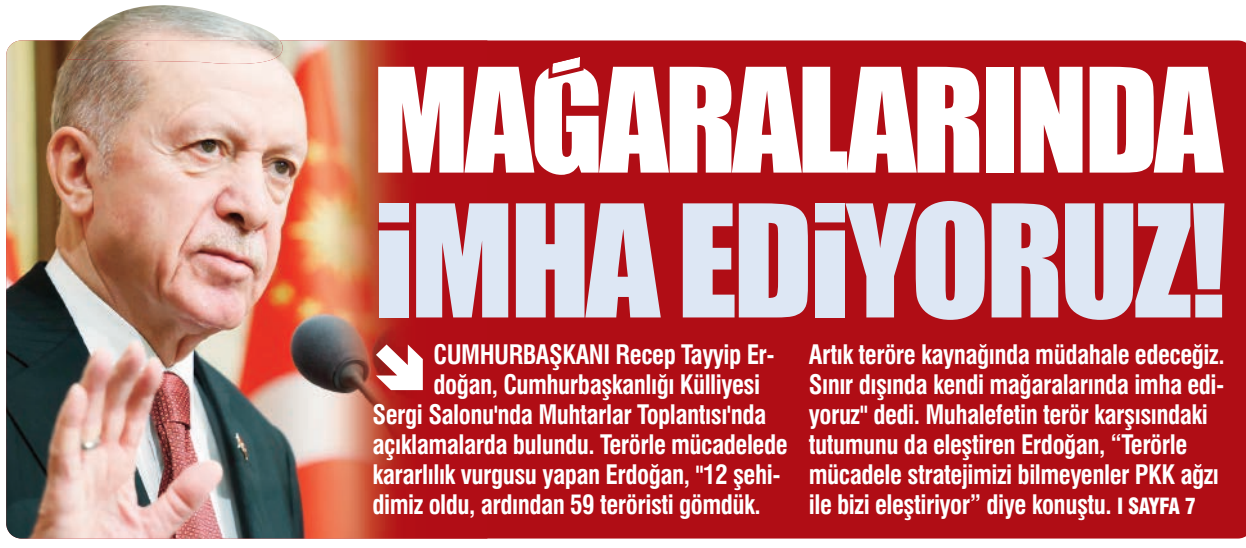 MAĞARALARINDA
İMHA EDİYORUZ!
CUMHURBAŞKANI Recep Tayyip Er-
doğan, Cumhurbaşkanlığı Külliyesi
Sergi Salonu'nda Muhtarlar Toplantısı'nda
açıklamalarda bulundu. Terörle mücadelede
kararlılık vurgusu yapan Erdoğan, "12 şehi-
dimiz oldu, ardından 59 teröristi gömdük.
Artık teröre kaynağında müdahale edeceğiz.
Sınır dışında kendi mağaralarında imha edi-
yoruz" dedi. Muhalefetin terör karşısındaki
tutumunu da eleştiren Erdoğan, “Terörle
mücadele stratejimizi bilmeyenler PKK ağzı
ile bizi eleştiriyor” diye konuştu. I SAYFA 7